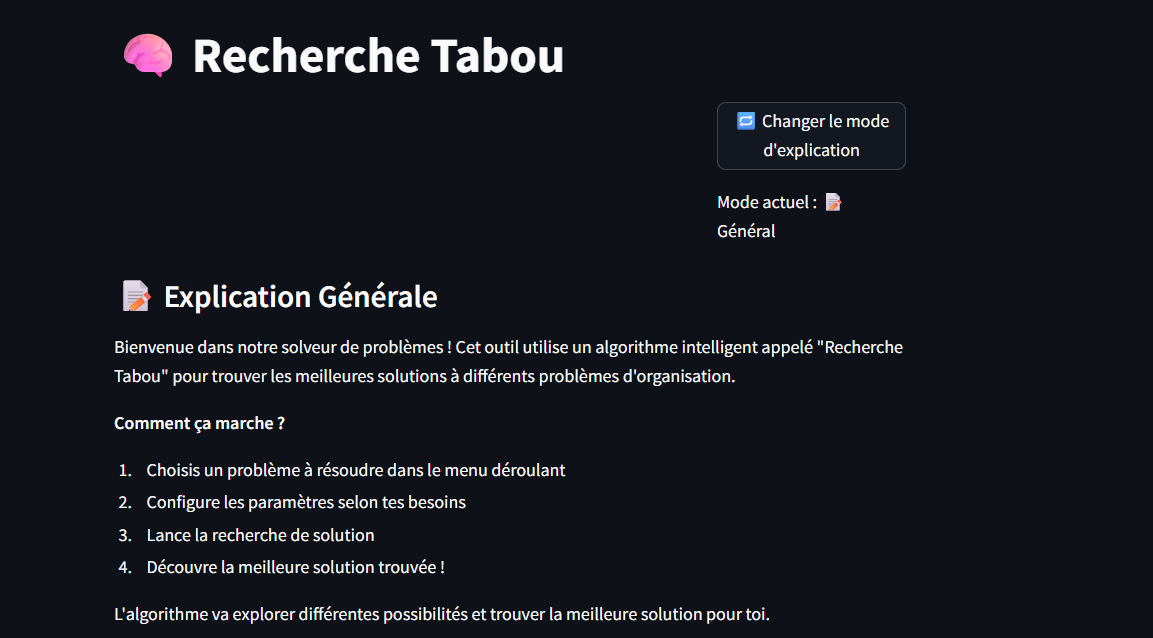 Recherche Tabou
Changer le mode
d'explication
Mode actuel :
Général
Explication Générale
Bienvenue dans notre solveur de problèmes ! Cet outil utilise un algorithme intelligent appelé "Recherche
Tabou" pour trouver les meilleures solutions à différents problèmes d'organisation.
Comment ça marche ?
1. Choisis un problème à résoudre dans le menu déroulant
2. Configure les paramètres selon tes besoins
3. Lance la recherche de solution
4. Découvre la meilleure solution trouvée !
L'algorithme va explorer différentes possibilités et trouver la meilleure solution pour toi.